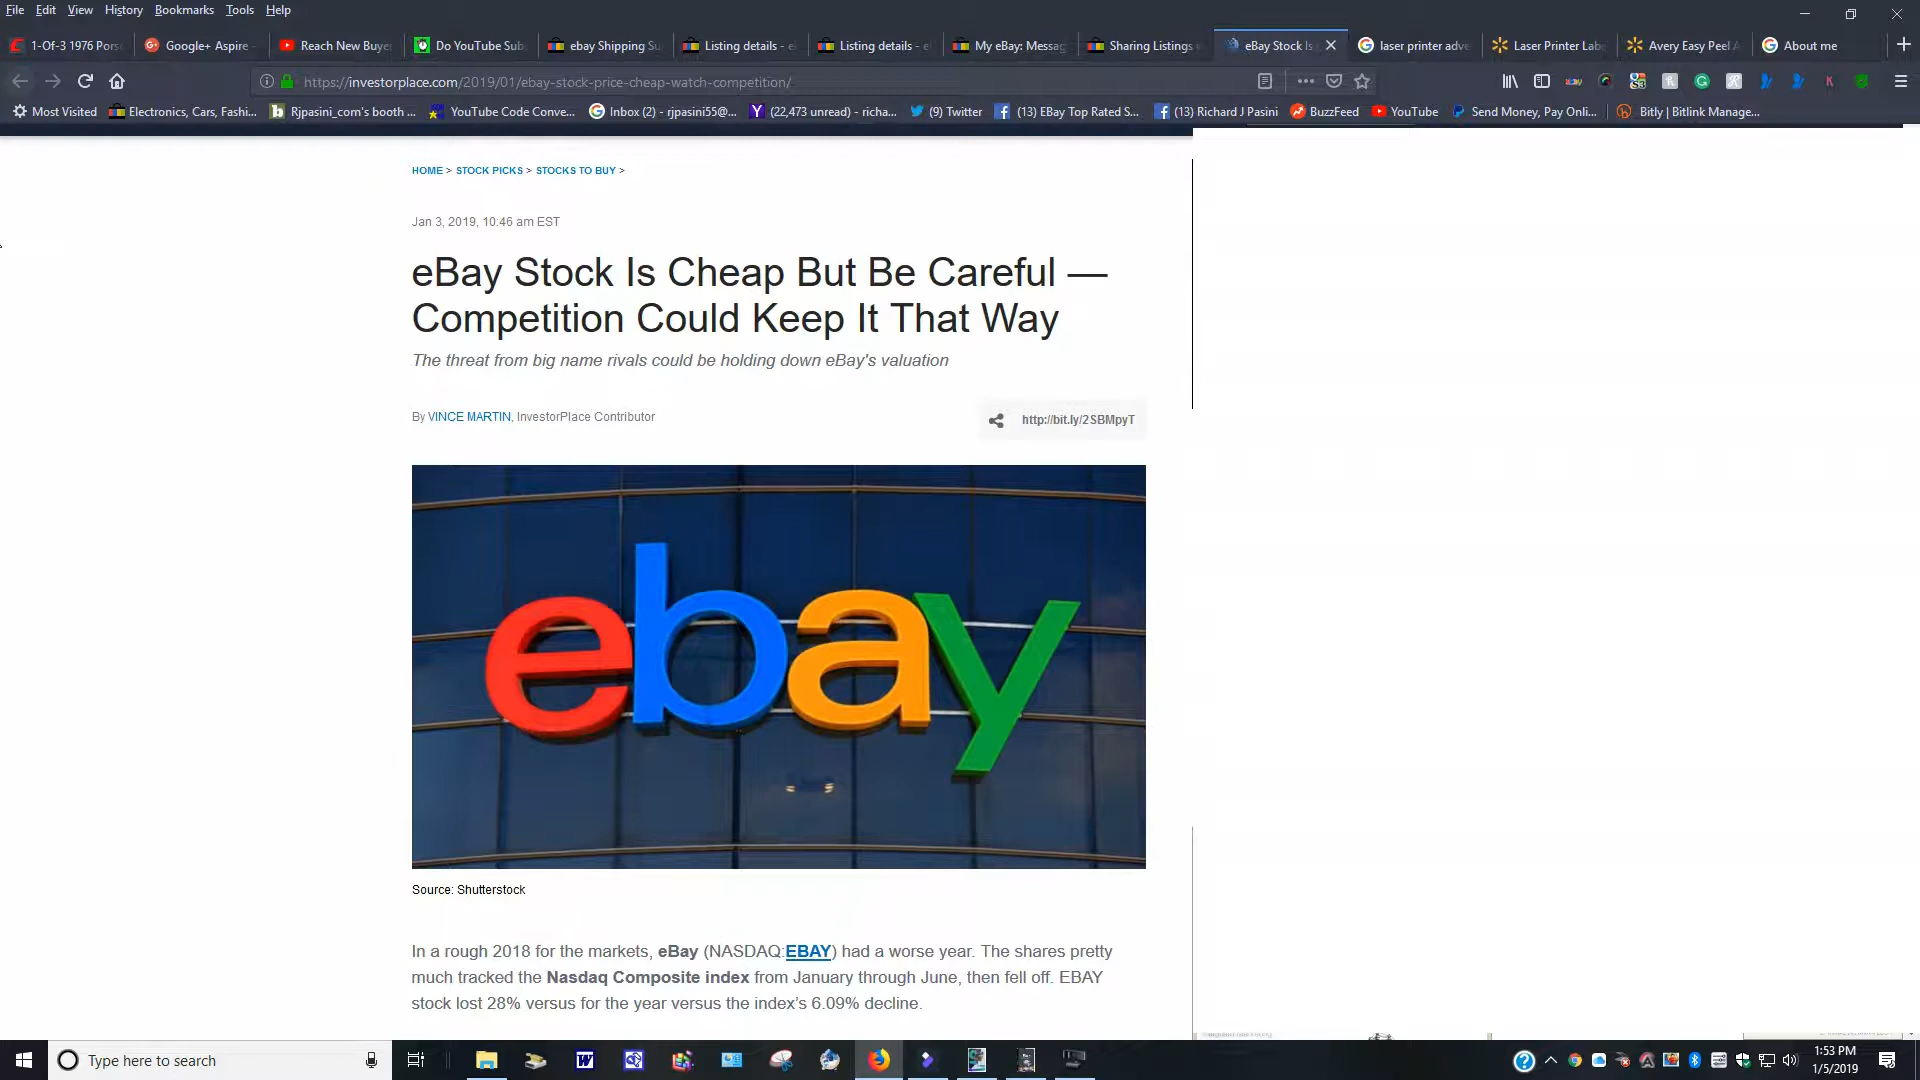 File Edit View History Bookmarks Tools Help
1-Of-3 1976 Pors
Google+ Aspire
Reach New Buye
Do YouTube Sub
ebay Shipping Su
Listing details - e
Listing details - e
My eBay: Messag
Sharing Listings
eBay Stock Is
laser printer adve
Laser Printer Lab
Avery Easy Peel A
About me
https://investorplace.com/2019/01/ebay-stock-price-cheap-watch-competition/
Most Visited
Electronics, Cars, Fashi...
Rjpasini_com's booth ...
YouTube Code Conve...
Inbox (2) - rjpasini55@...
(22,473 unread) - richa...
(9) Twitter
(13) EBay Top Rated S...
(13) Richard J Pasini
BuzzFeed
YouTube
Send Money, Pay Onli...
Bitly | Bitlink Manage...
HOME > STOCK PICKS > STOCKS TO BUY >
Jan 3, 2019, 10:46 am EST
eBay Stock Is Cheap But Be Careful —
Competition Could Keep It That Way
The threat from big name rivals could be holding down eBay's valuation
By VINCE MARTIN, InvestorPlace Contributor
http://bit.ly/2SBMpyT
ebay
Source: Shutterstock
In a rough 2018 for the markets, eBay (NASDAQ:EBAY) had a worse year. The shares pretty
much tracked the Nasdaq Composite index from January through June, then fell off. EBAY
stock lost 28% versus for the year versus the index's 6.09% decline.
Type here to search
1:53 PM
1/5/2019